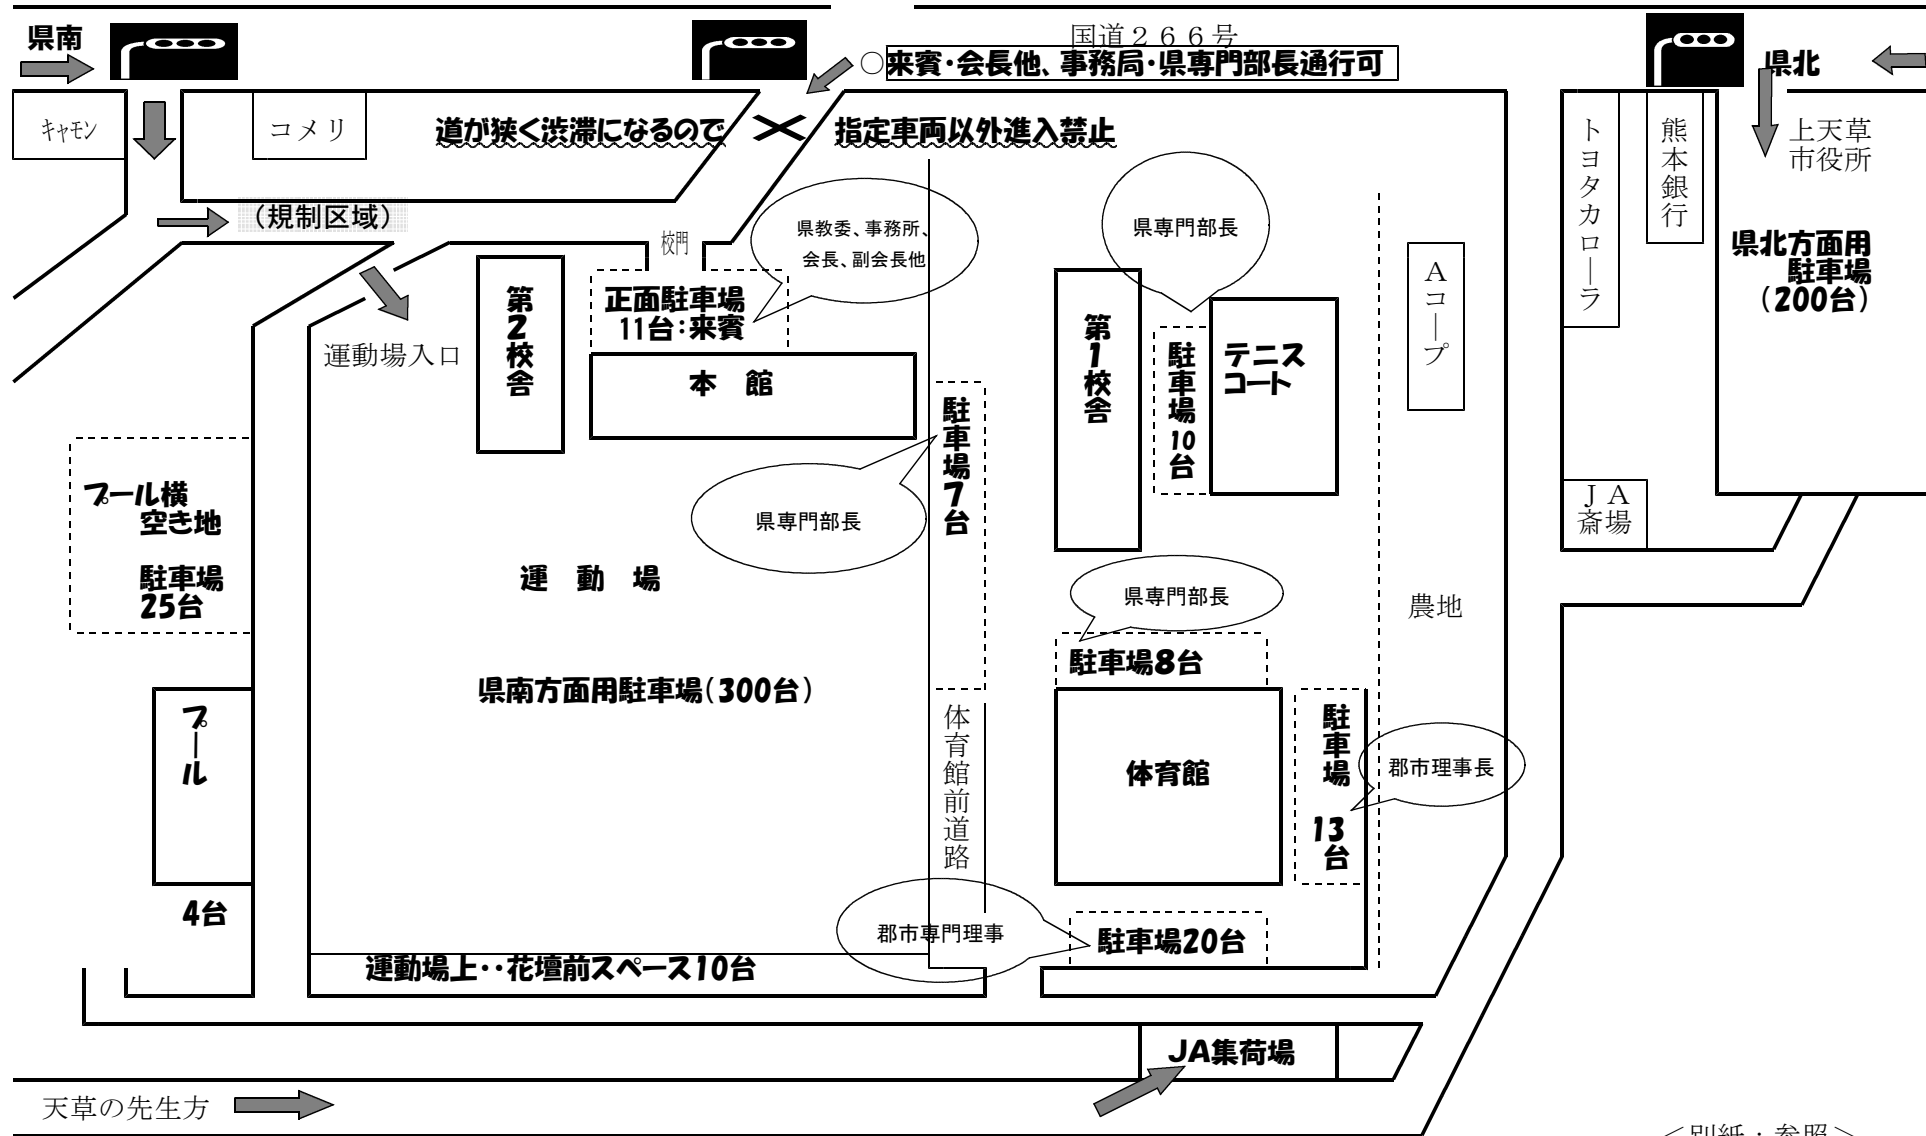 国道２６６号
県南
○来賓・会長他、事務局・県専門部長通行可
県北
キャモン
コメリ
道が狭く渋滞になるので
×
指定車両以外進入禁止
トヨタカローラ
熊本銀行
上天草
市役所
（規制区域）
校門
県教委、事務所、
会長、副会長他
県専門部長
県北方面用
駐車場
（200台）
Aコープ
第2校舎
正面駐車場
11台：来賓
第1校舎
駐車場10台
テニス
コート
運動場入口
本 館
駐車場7台
プール横
空き地
駐車場
25台
県専門部長
ＪＡ
斎場
運 動 場
県専門部長
農地
駐車場8台
県南方面用駐車場（300台）
プール
体育館前道路
体育館
駐車場 13台
郡市理事長
4台
郡市専門理事
駐車場20台
運動場上‥花壇前スペース10台
JA集荷場
天草の先生方
＜別紙：参照＞